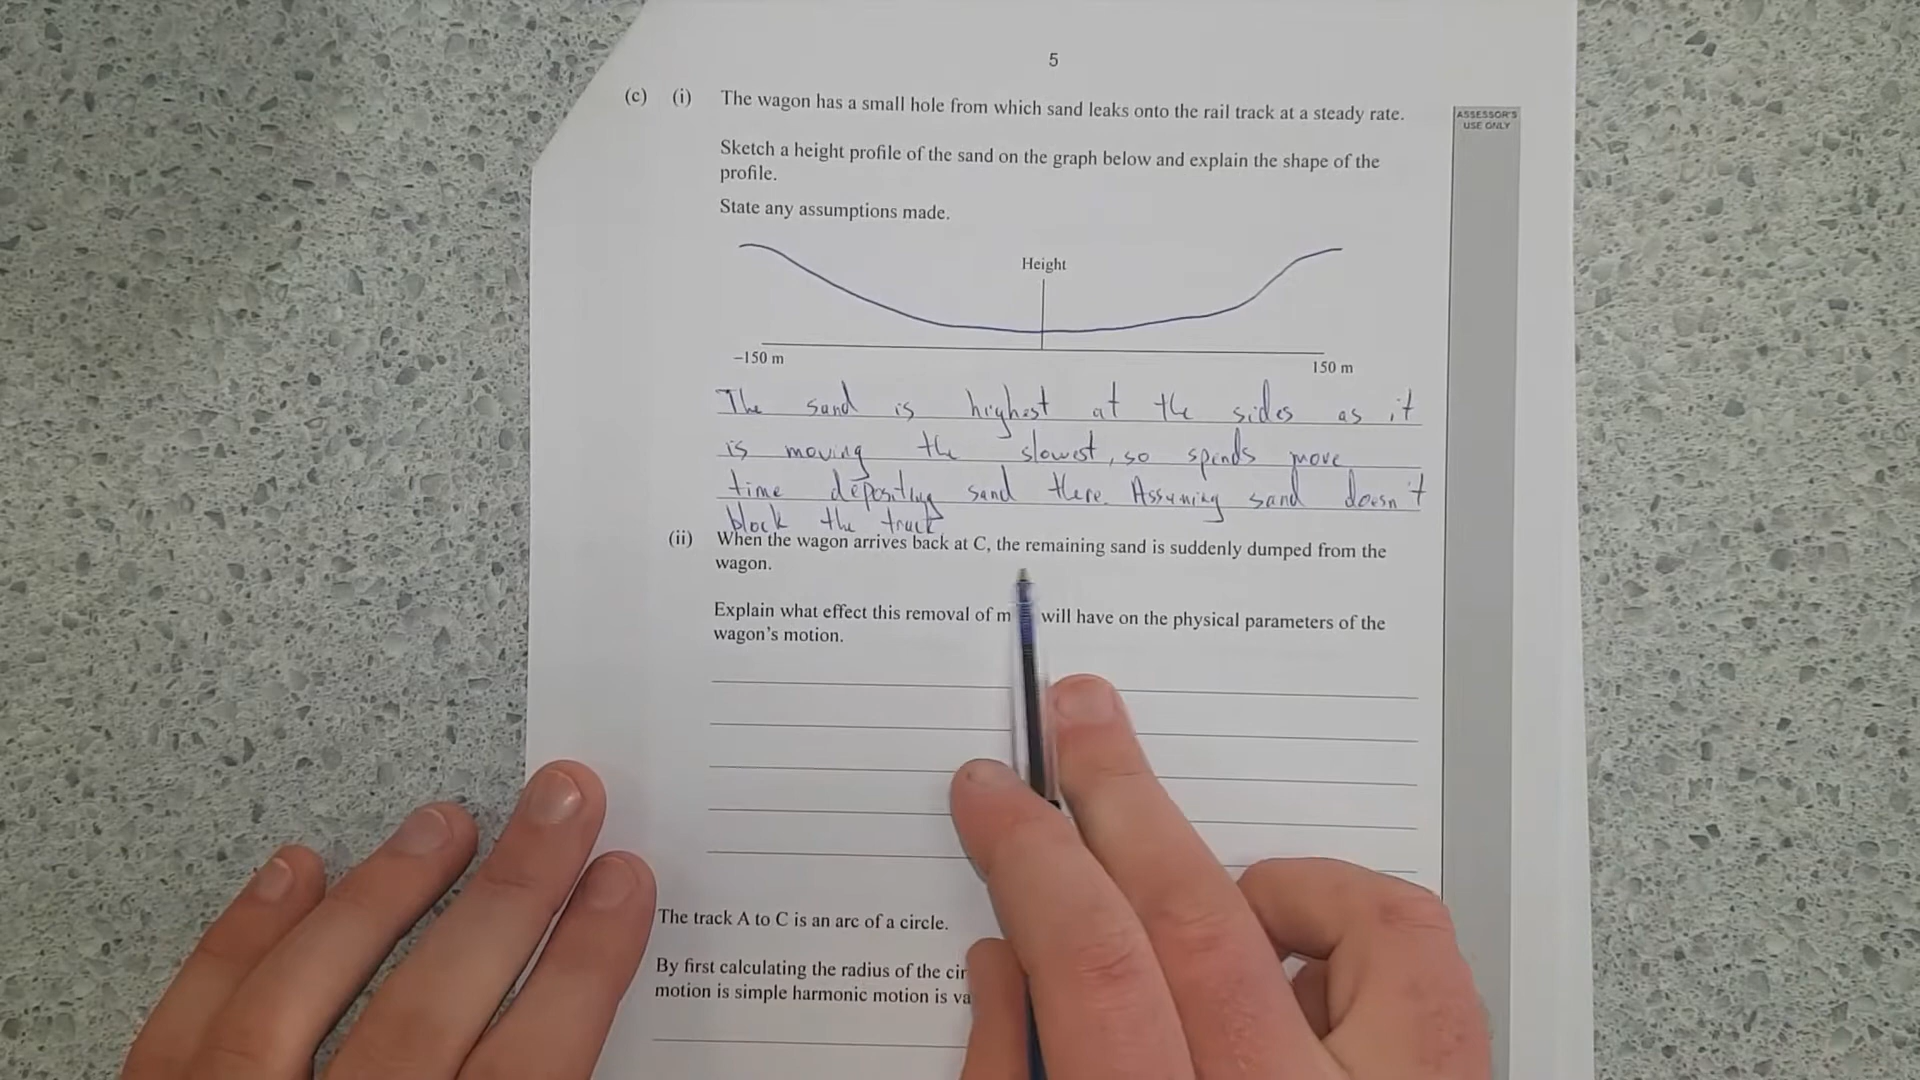 5
ASSESSOR'S
USE ONLY
(c) (i) The wagon has a small hole from which sand leaks onto the rail track at a steady rate.
Sketch a height profile of the sand on the graph below and explain the shape of the
profile.
State any assumptions made.
Height
−150 m
150 m
The sand is highest at the sides as it
is moving the slowest, so spends more
time depositing sand there. Assuming sand doesn't
block the track
(ii) When the wagon arrives back at C, the remaining sand is suddenly dumped from the
wagon.
Explain what effect this removal of m will have on the physical parameters of the
wagon's motion.
The track A to C is an arc of a circle.
By first calculating the radius of the cir
motion is simple harmonic motion is va